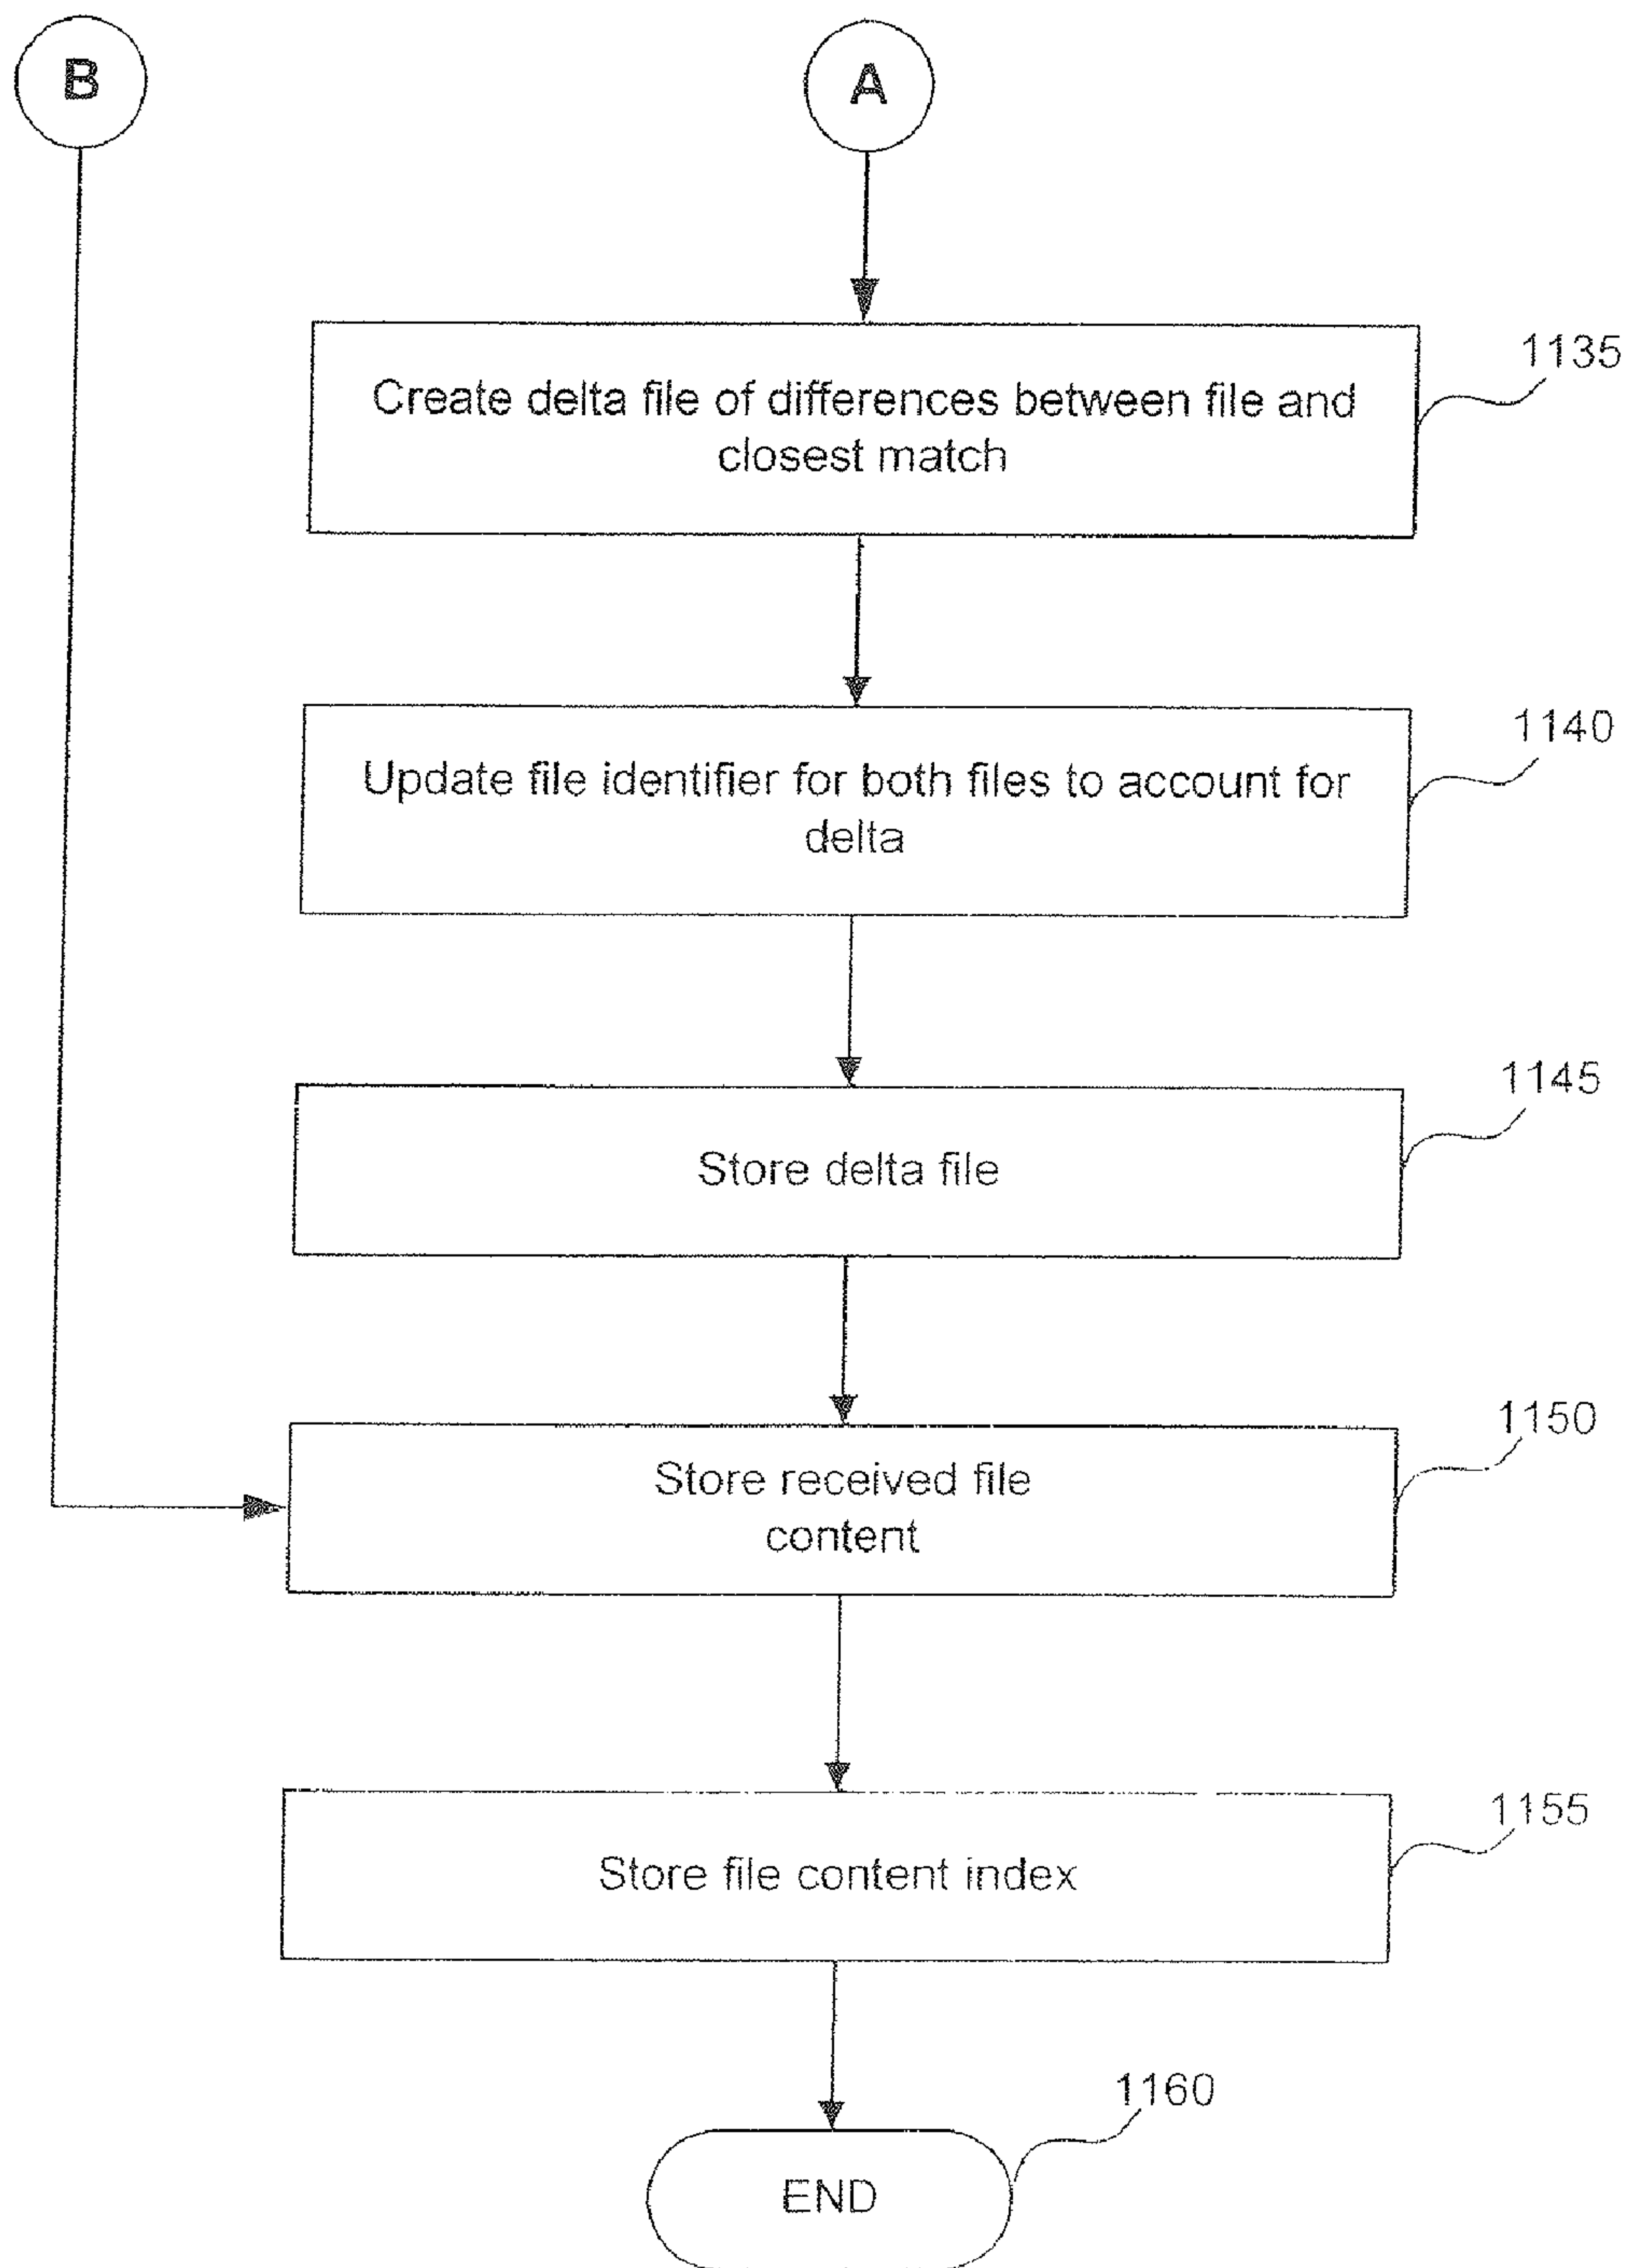 B
A
1135
Create delta file of differences between file and
closest match
1140
Update file identifier for both files to account for
delta
1145
Store delta file
1150
Store received file
content
1155
Store file content index
1160
END